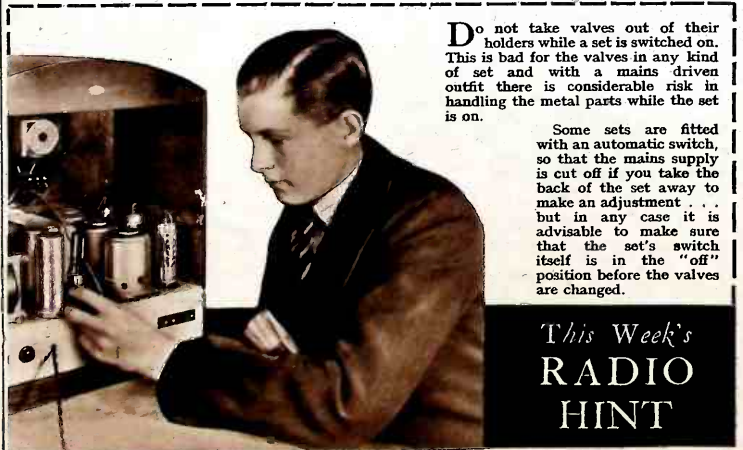 Do not take valves out of their
holders while a set is switched on.
This is bad for the valves in any kind
of set and with a mains driven
outfit there is considerable risk in
handling the metal parts while the set
is on.
Some sets are fitted
with an automatic switch,
so that the mains supply
is cut off if you take the
back of the set away to
make an adjustment . . .
but in any case it is
advisable to make sure
that the set's switch
itself is in the "off"
position before the valves
are changed.
This Week's
RADIO
HINT